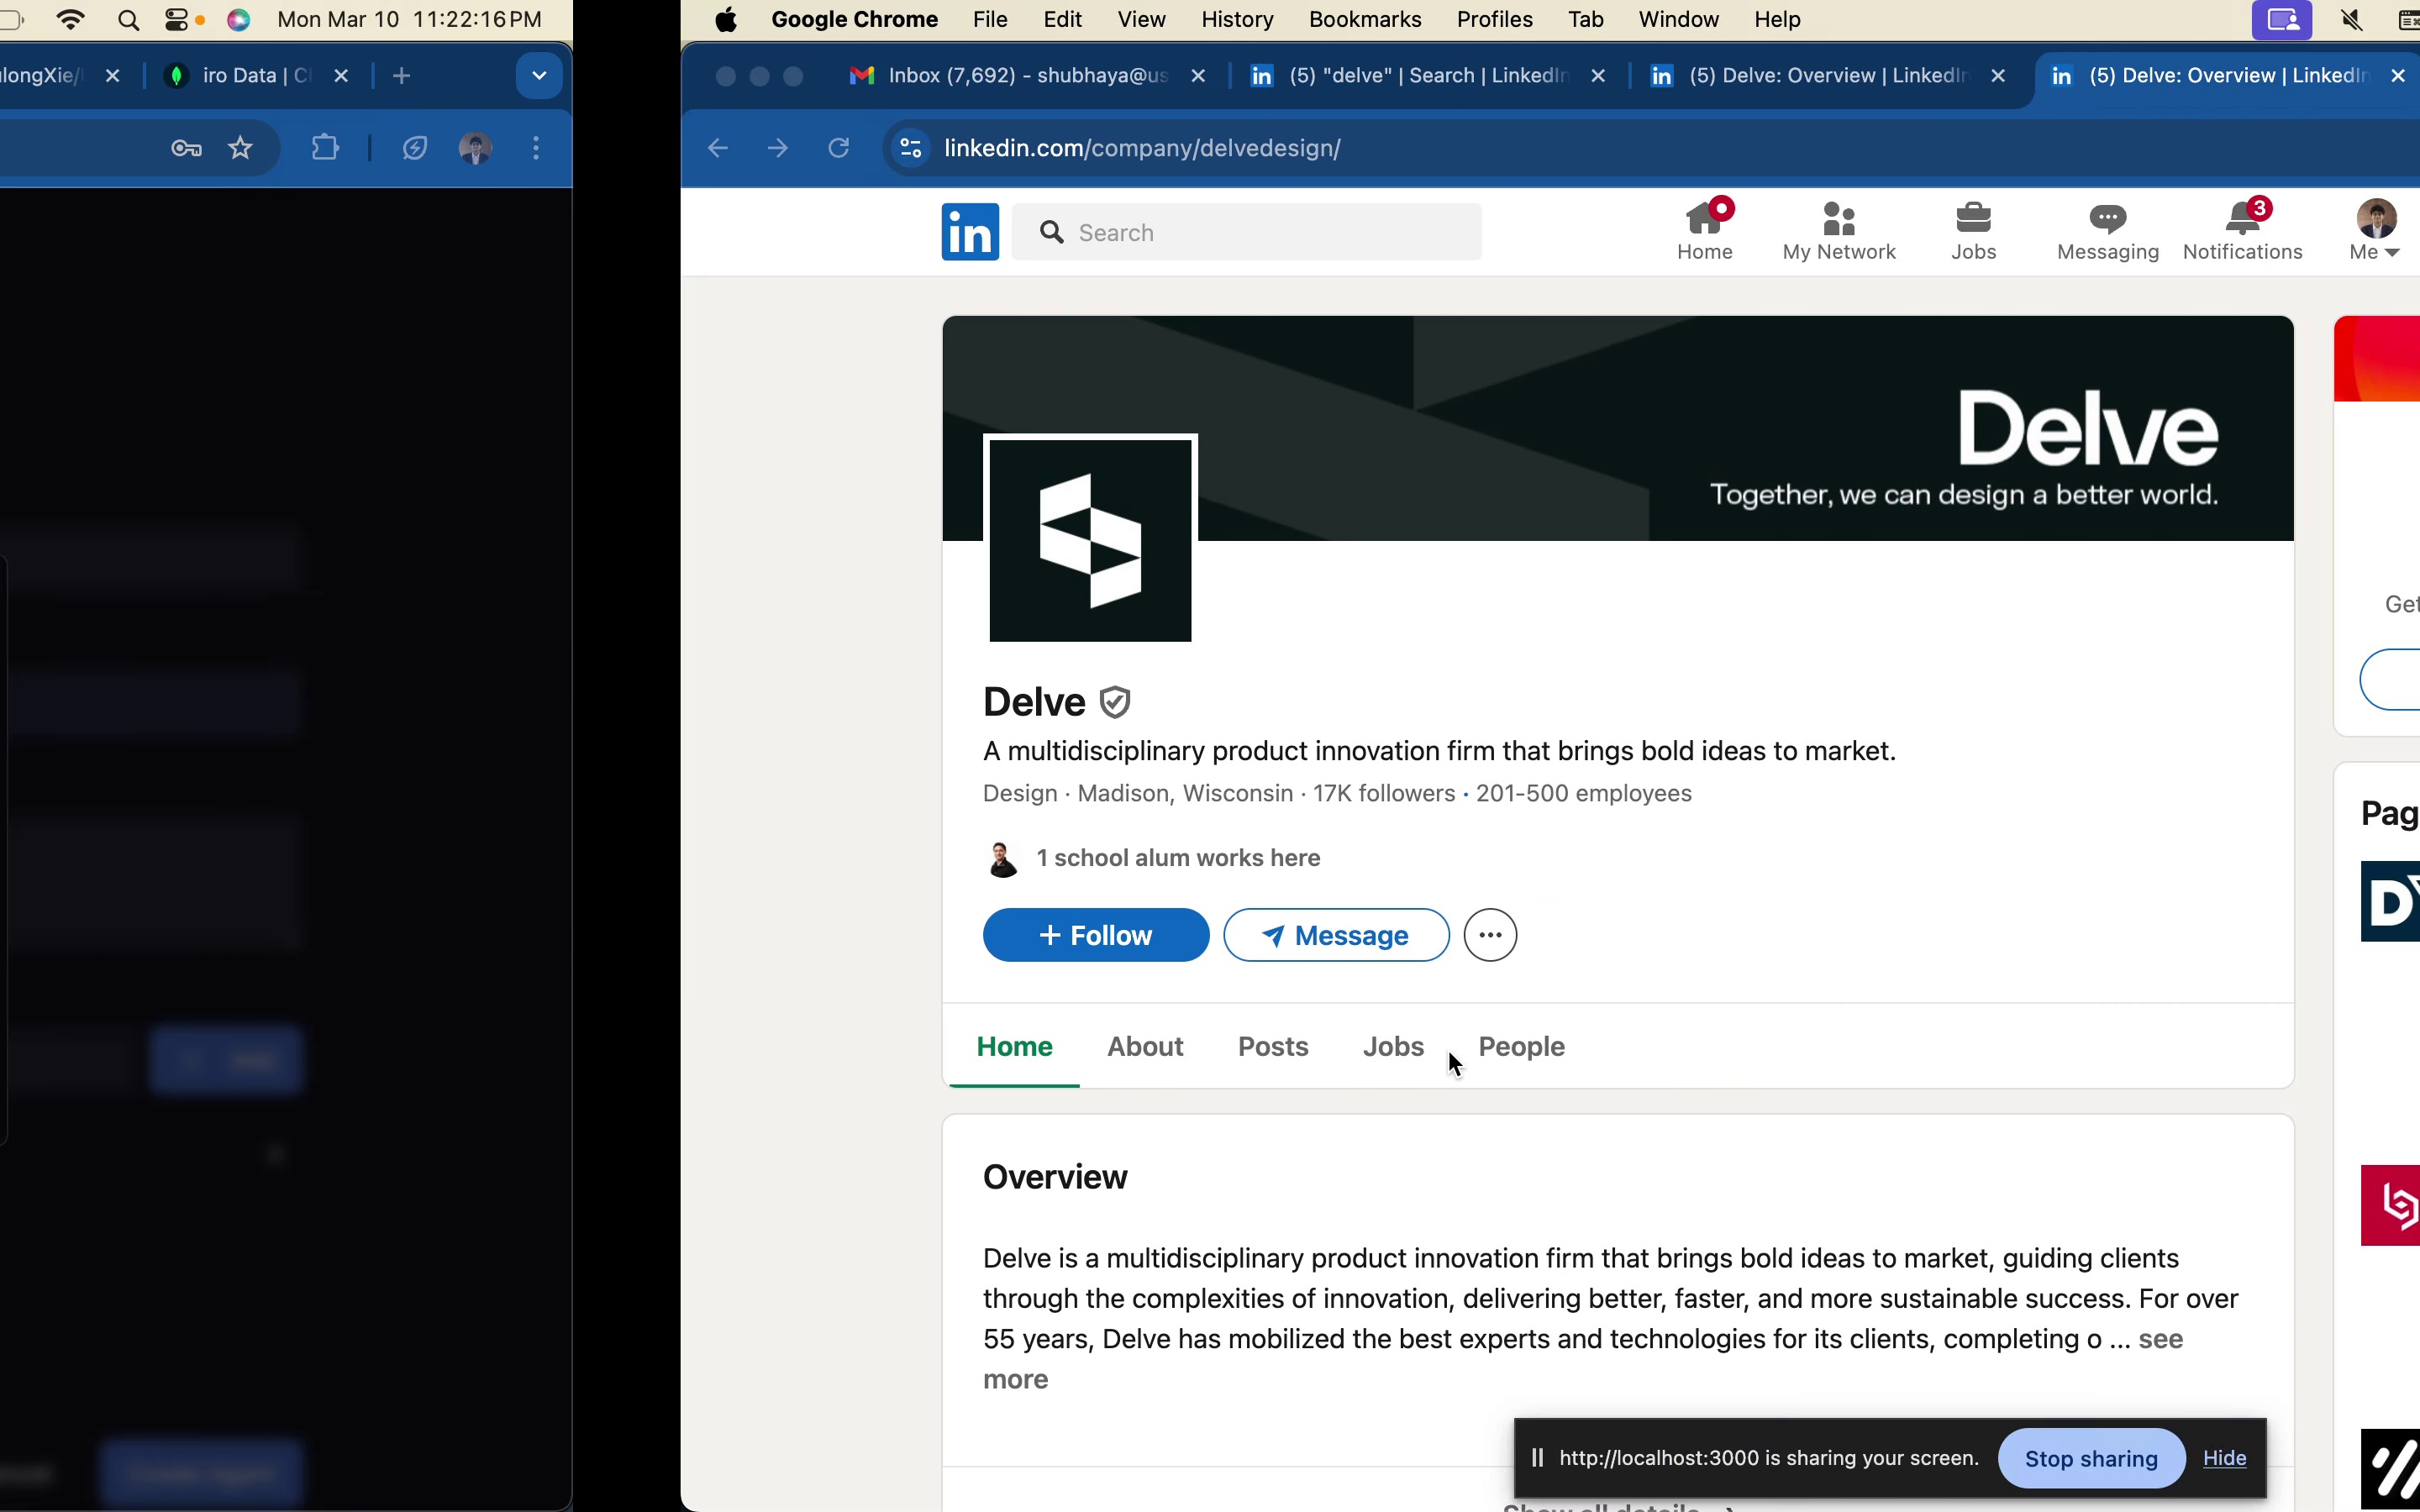 Mon Mar 10 11:22:16 PM
Google Chrome File Edit View History Bookmarks Profiles Tab Window Help
iro Data | C
Inbox (7,692) - shubhaya@us
(5) "delve" | Search | LinkedIn
(5) Delve: Overview | LinkedIn
(5) Delve: Overview | LinkedIn
linkedin.com/company/delvedesign/
in
Search
Home
My Network
Jobs
Messaging
3
Notifications
Me
Delve
Together, we can design a better world.
Delve
A multidisciplinary product innovation firm that brings bold ideas to market.
Design · Madison, Wisconsin · 17K followers · 201-500 employees
1 school alum works here
+ Follow
Message
Home About Posts Jobs People
Overview
Delve is a multidisciplinary product innovation firm that brings bold ideas to market, guiding clients
through the complexities of innovation, delivering better, faster, and more sustainable success. For over
55 years, Delve has mobilized the best experts and technologies for its clients, completing o ... see
more
Get
Pag
http://localhost:3000 is sharing your screen.
Stop sharing
Hide